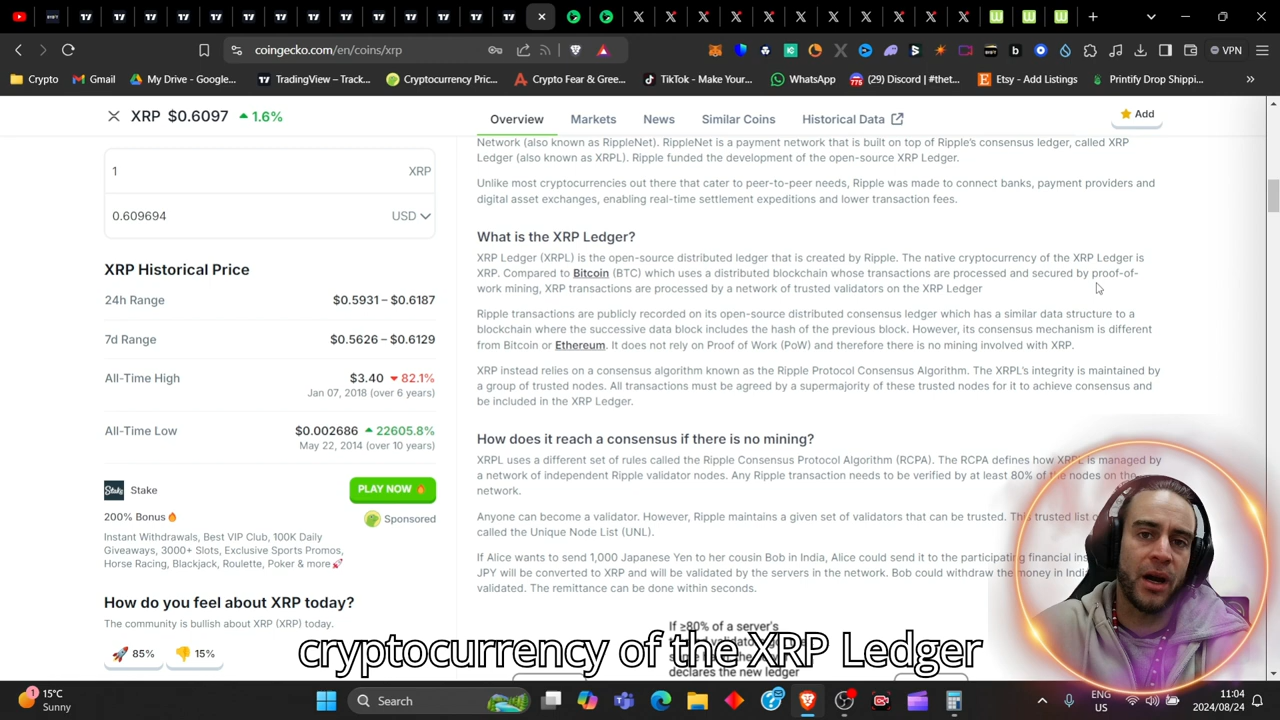 coingecko.com/en/coins/xrp
VPN
Crypto
Gmail
My Drive - Google...
TradingView – Track...
Cryptocurrency Pric...
Crypto Fear & Gree...
TikTok - Make Your...
WhatsApp
(29) Discord | #thet...
Etsy - Add Listings
Printify Drop Shippi...
XRP $0.6097 1.6%
Overview
Markets
News
Similar Coins
Historical Data
Add
1 XRP
0.609694 USD
XRP Historical Price
24h Range $0.5931 – $0.6187
7d Range $0.5626 – $0.6129
All-Time High $3.40 82.1%
Jan 07, 2018 (over 6 years)
All-Time Low $0.002686 22605.8%
May 22, 2014 (over 10 years)
Stake Stake
PLAY NOW
200% Bonus
Sponsored
Instant Withdrawals, Best VIP Club, 100K Daily
Giveaways, 3000+ Slots, Exclusive Sports Promos,
Horse Racing, Blackjack, Roulette, Poker & more
How do you feel about XRP today?
The community is bullish about XRP (XRP) today.
85%
15%
Network (also known as RippleNet). RippleNet is a payment network that is built on top of Ripple's consensus ledger, called XRP
Ledger (also known as XRPL). Ripple funded the development of the open-source XRP Ledger.
Unlike most cryptocurrencies out there that cater to peer-to-peer needs, Ripple was made to connect banks, payment providers and
digital asset exchanges, enabling real-time settlement expeditions and lower transaction fees.
What is the XRP Ledger?
XRP Ledger (XRPL) is the open-source distributed ledger that is created by Ripple. The native cryptocurrency of the XRP Ledger is
XRP. Compared to Bitcoin (BTC) which uses a distributed blockchain whose transactions are processed and secured by proof-of-
work mining, XRP transactions are processed by a network of trusted validators on the XRP Ledger
Ripple transactions are publicly recorded on its open-source distributed consensus ledger which has a similar data structure to a
blockchain where the successive data block includes the hash of the previous block. However, its consensus mechanism is different
from Bitcoin or Ethereum. It does not rely on Proof of Work (PoW) and therefore there is no mining involved with XRP.
XRP instead relies on a consensus algorithm known as the Ripple Protocol Consensus Algorithm. The XRPL's integrity is maintained by
a group of trusted nodes. All transactions must be agreed by a supermajority of these trusted nodes for it to achieve consensus and
be included in the XRP Ledger.
How does it reach a consensus if there is no mining?
XRPL uses a different set of rules called the Ripple Consensus Protocol Algorithm (RCPA). The RCPA defines how XRPL is managed by
a network of independent Ripple validator nodes. Any Ripple transaction needs to be verified by at least 80% of the nodes on the
network.
Anyone can become a validator. However, Ripple maintains a given set of validators that can be trusted. This trusted list
called the Unique Node List (UNL).
If Alice wants to send 1,000 Japanese Yen to her cousin Bob in India, Alice could send it to the participating financial
JPY will be converted to XRP and will be validated by the servers in the network. Bob could withdraw the money in India
validated. The remittance can be done within seconds.
If ≥80% of a server's
declares the new ledger
cryptocurrency of the XRP Ledger
15°C
Sunny
Search
ENG
US
11:04
2024/08/24